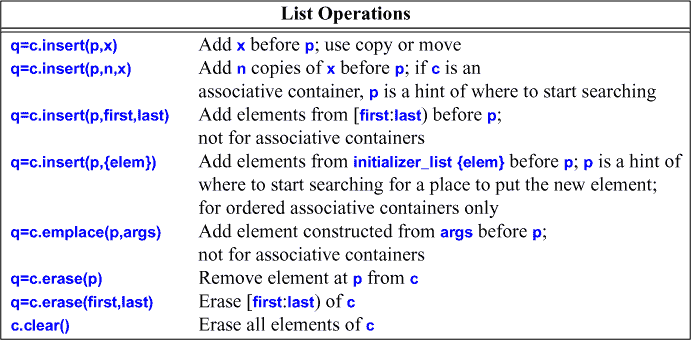 List Operations
q=c.insert(p,x) Add x before p; use copy or move
q=c.insert(p,n,x) Add n copies of x before p; if c is an
associative container, p is a hint of where to start searching
q=c.insert(p,first,last) Add elements from [first:last) before p;
not for associative containers
q=c.insert(p,{elem}) Add elements from initializer_list {elem} before p; p is a hint of
where to start searching for a place to put the new element;
for ordered associative containers only
q=c.emplace(p,args) Add element constructed from args before p;
not for associative containers
q=c.erase(p) Remove element at p from c
q=c.erase(first,last) Erase [first:last) of c
c.clear() Erase all elements of c